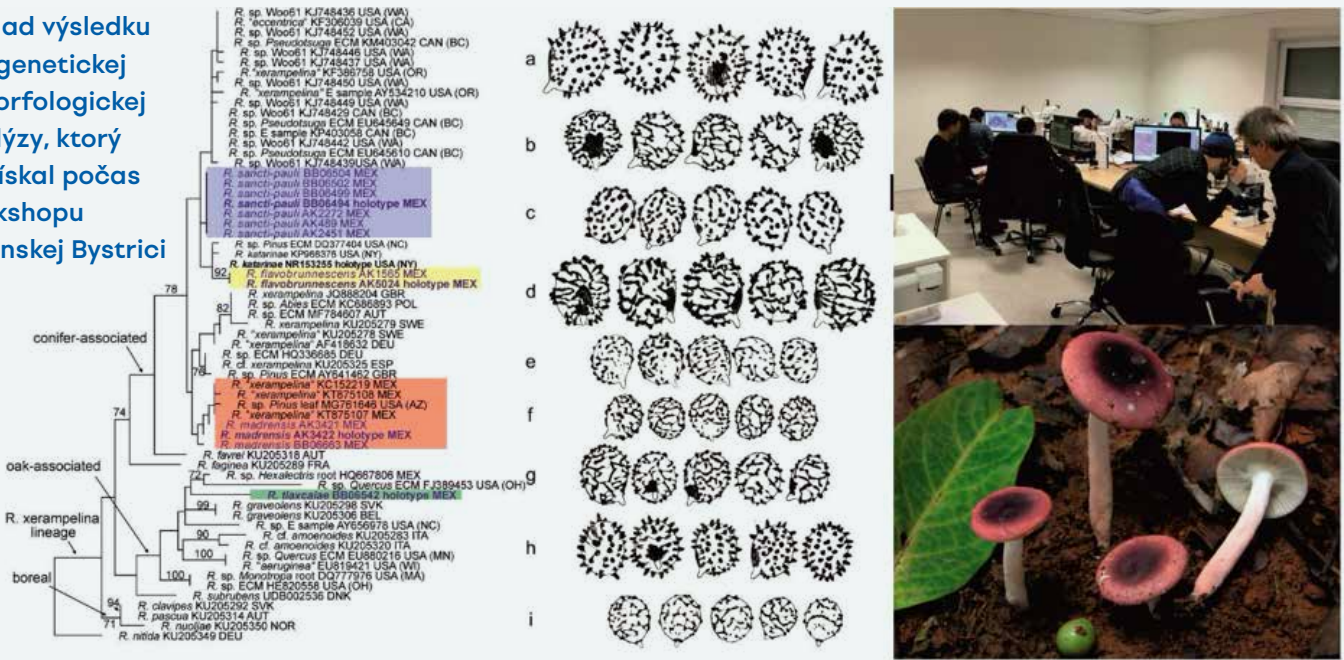 ad výsledku
genetickej
orfologickej
lýzy, ktorý
ískal počas
kshopu
nskej Bystrici
R. sp. Woo61 KJ748436 USA (WA)
R. "eccentrica" KF306039 USA (CA)
R. sp. Woo61 KJ748452 USA (WA)
R. sp. Pseudotsuga ECM KM403042 CAN (BC)
R. sp. Woo61 KJ748446 USA (WA)
R. sp. Woo61 KJ748437 USA (WA)
R. "xerampelina" KF386758 USA (OR)
R. sp. Woo61 KJ748450 USA (WA)
R. "xerampelina" E sample AY534210 USA (OR)
R. sp. Woo61 KJ748449 USA (WA)
R. sp. Woo61 KJ748429 CAN (BC)
R. sp. Pseudotsuga ECM EU645649 CAN (BC)
R. sp. E sample KP403058 CAN (BC)
R. sp. Woo61 KJ748442 USA (WA)
R. sp. Pseudotsuga ECM EU645610 CAN (BC)
R. sp. Woo61 KJ748439 USA (WA)
R. sancti-pauli BB06504 MEX
R. sancti-pauli BB06502 MEX
R. sancti-pauli BB06499 MEX
R. sancti-pauli BB06494 holotype MEX
R. sancti-pauli AK2272 MEX
R. sancti-pauli AK489 MEX
R. sancti-pauli AK2451 MEX
R. sp. Pinus ECM DQ377404 USA (NC)
R. katarinae KP966376 USA (NY)
R. katarinae NR153255 holotype USA (NY)
92
R. flavobrunnescens AK1565 MEX
R. flavobrunnescens AK5024 holotype MEX
78
R. xerampelina JQ888204 GBR
R. sp. Abies ECM KC686893 POL
82
R. sp. ECM MF784607 AUT
R. xerampelina KU205279 SWE
R. "xerampelina" KU205278 SWE
conifer-associated
R. "xerampelina" AF418632 DEU
R. sp. ECM HQ336685 DEU
R. cf. xerampelina KU205325 ESP
76
R. sp. Pinus ECM AY641462 GBR
R. "xerampelina" KC152219 MEX
R. "xerampelina" KT875108 MEX
R. sp. Pinus leaf MG761646 USA (AZ)
R. "xerampelina" KT875107 MEX
74
R. madrensis AK3421 MEX
R. madrensis AK3422 holotype MEX
R. madrensis BB06663 MEX
R. favrei KU205318 AUT
oak-associated
R. faginea KU205289 FRA
72
R. sp. Hexalectris root HQ667806 MEX
R. sp. Quercus ECM FJ389453 USA (OH)
R. tlaxcalae BB06542 holotype MEX
99
R. graveolens KU205298 SVK
R. graveolens KU205306 BEL
R. xerampelina
lineage
R. sp. E sample AY656978 USA (NC)
90
R. cf. amoenoides KU205283 ITA
R. cf. amoenoides KU205320 ITA
100
R. sp. Quercus ECM EU880216 USA (MN)
R. "aeruginea" EU819421 USA (WI)
boreal
100
R. sp. Monotropa root DQ777976 USA (MA)
R. sp. ECM HE820558 USA (OH)
R. subrubens UDB002536 DNK
94
R. clavipes KU205292 SVK
71
R. pascua KU205314 AUT
R. nuoljae KU205350 NOR
R. nitida KU205349 DEU
a
b
c
d
e
f
g
h
i